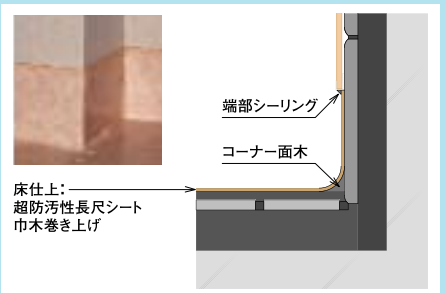 端部シーリング
コーナー面木
床仕上：
超防汚性長尺シート
巾木巻き上げ